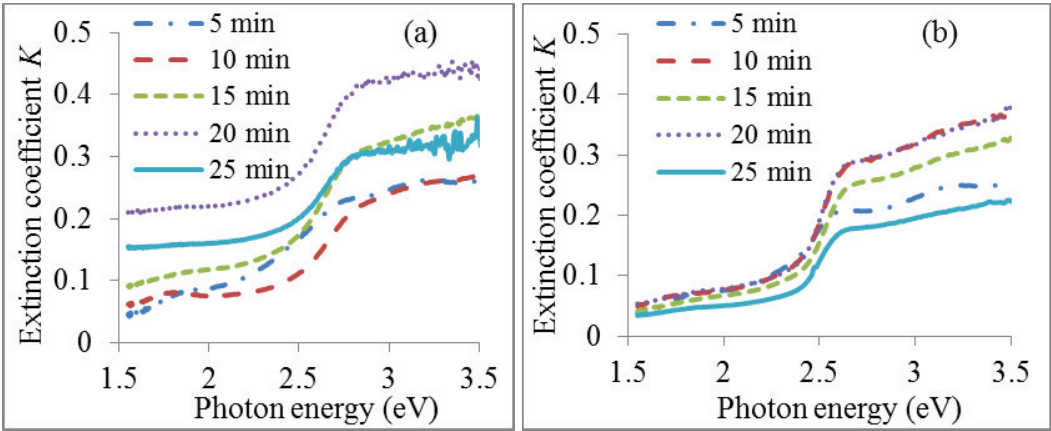 (a)
Extinction coefficient K
0.5
0.4
0.3
0.2
0.1
0
5 min
10 min
15 min
20 min
25 min
1.5
2
2.5
3
3.5
Photon energy (eV)
(b)
Extinction coefficient K
0.5
0.4
0.3
0.2
0.1
0
5 min
10 min
15 min
20 min
25 min
1.5
2
2.5
3
3.5
Photon energy (eV)